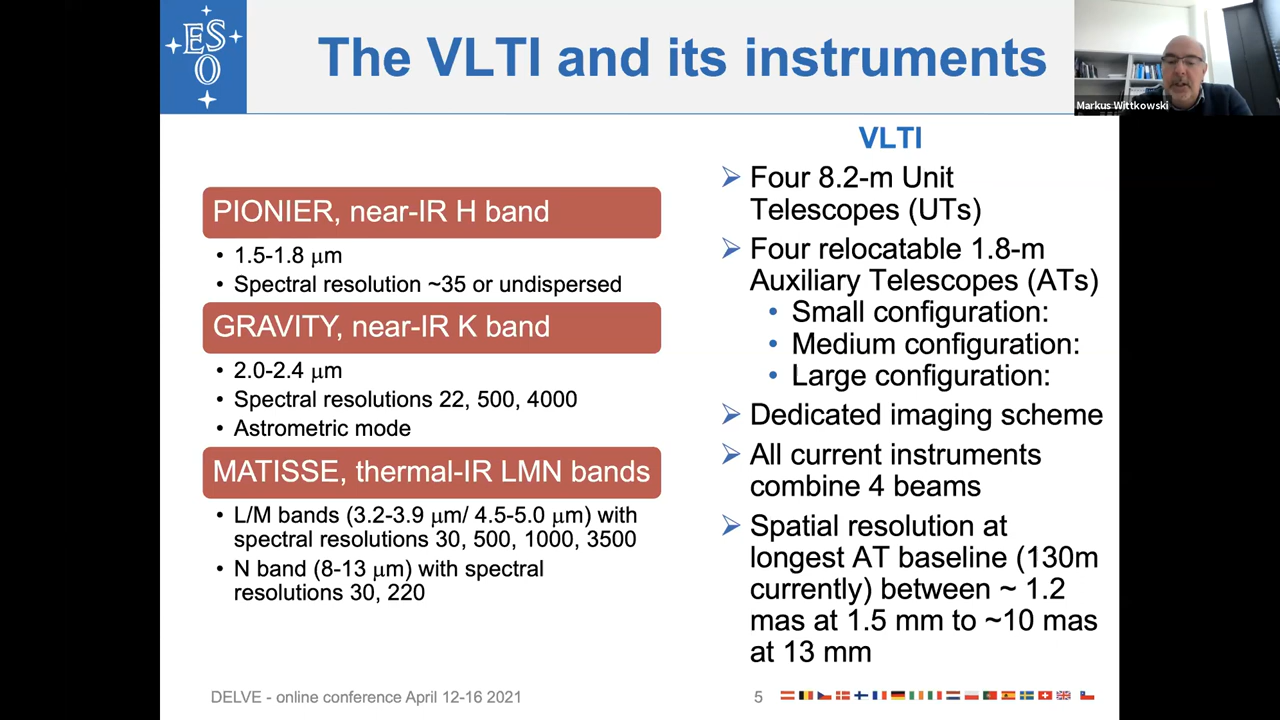 ESO
The VLTI and its instruments
Markus Wittkowski
PIONIER, near-IR H band
• 1.5-1.8 μm
• Spectral resolution ~35 or undispersed
GRAVITY, near-IR K band
• 2.0-2.4 μm
• Spectral resolutions 22, 500, 4000
• Astrometric mode
MATISSE, thermal-IR LMN bands
• L/M bands (3.2-3.9 μm/ 4.5-5.0 μm) with
spectral resolutions 30, 500, 1000, 3500
• N band (8-13 μm) with spectral
resolutions 30, 220
VLTI
➢ Four 8.2-m Unit
Telescopes (UTs)
➢ Four relocatable 1.8-m
Auxiliary Telescopes (ATs)
• Small configuration:
• Medium configuration:
• Large configuration:
➢ Dedicated imaging scheme
➢ All current instruments
combine 4 beams
➢ Spatial resolution at
longest AT baseline (130m
currently) between ~ 1.2
mas at 1.5 mm to ~10 mas
at 13 mm
DELVE - online conference April 12-16 2021
5